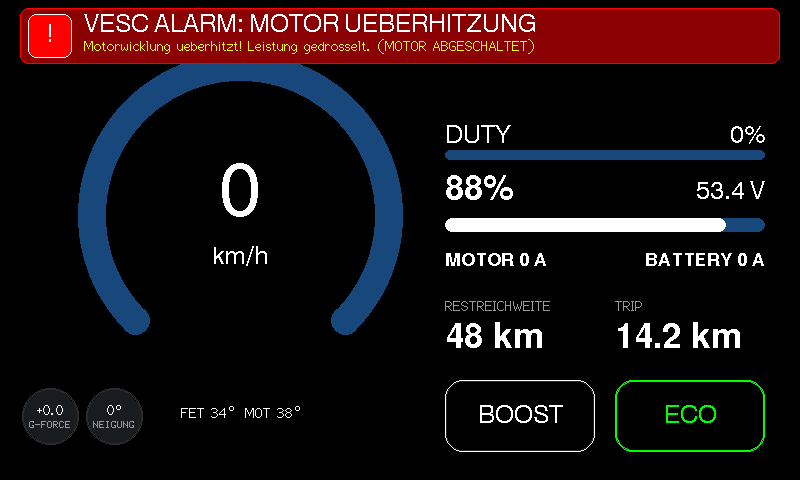 !
VESC ALARM: MOTOR UEBERHITZUNG
Motorwicklung ueberhitzt! Leistung gedrosselt. (MOTOR ABGESCHALTET)
0
km/h
DUTY 0%
88% 53.4 V
MOTOR 0 A BATTERY 0 A
RESTREICHWEITE TRIP
48 km 14.2 km
+0.0 G-FORCE
0° NEIGUNG
FET 34° MOT 38°
BOOST ECO